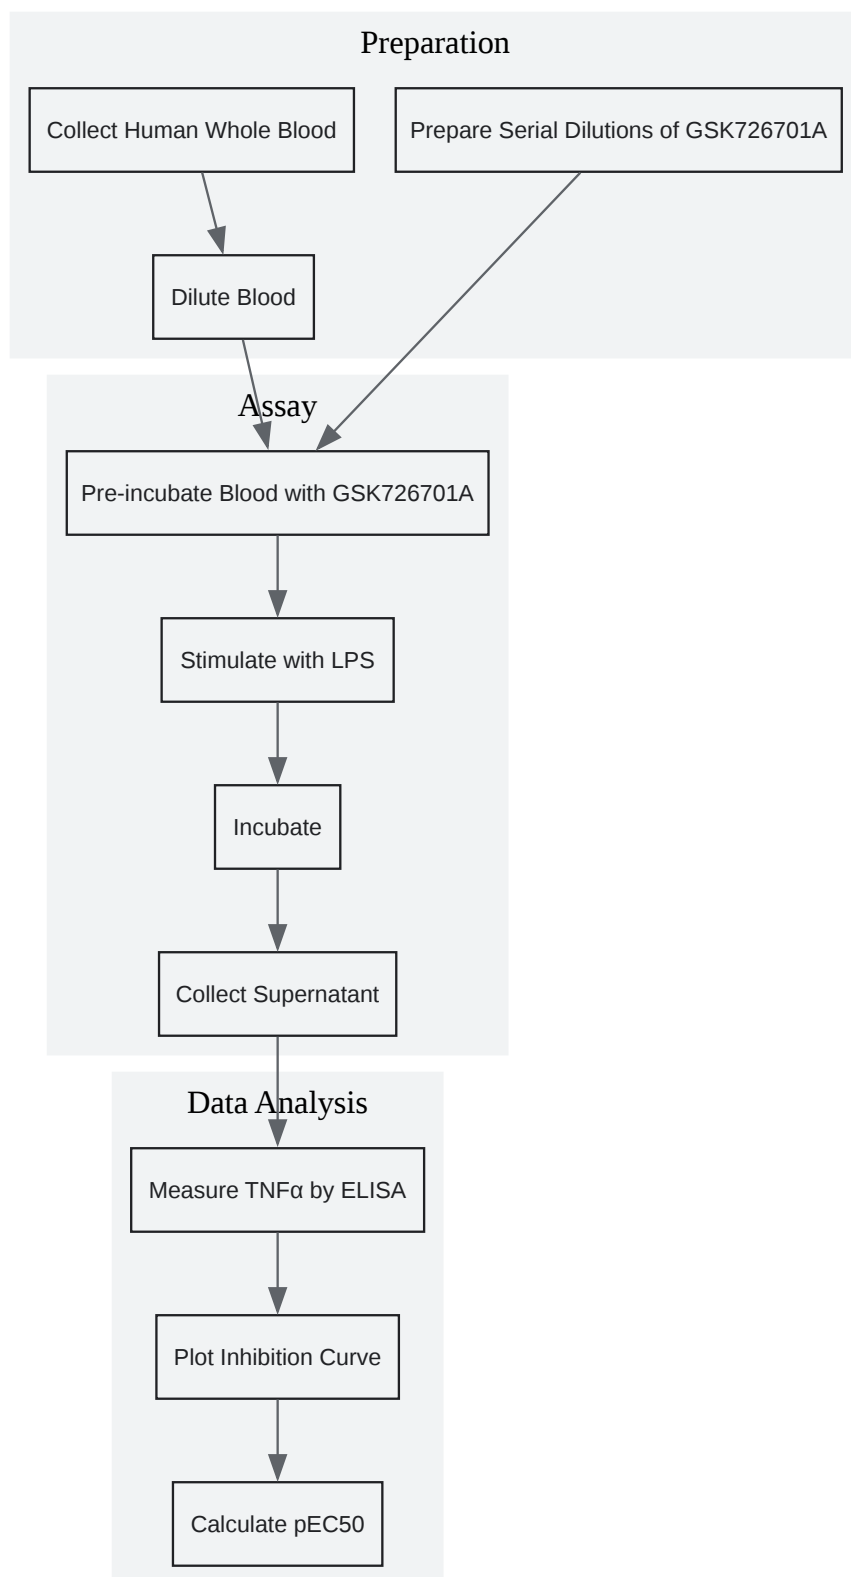 Preparation
Collect Human Whole Blood
Prepare Serial Dilutions of GSK726701A
Dilute Blood
Assay
Pre-incubate Blood with GSK726701A
Stimulate with LPS
Incubate
Collect Supernatant
Data Analysis
Measure TNFα by ELISA
Plot Inhibition Curve
Calculate pEC50